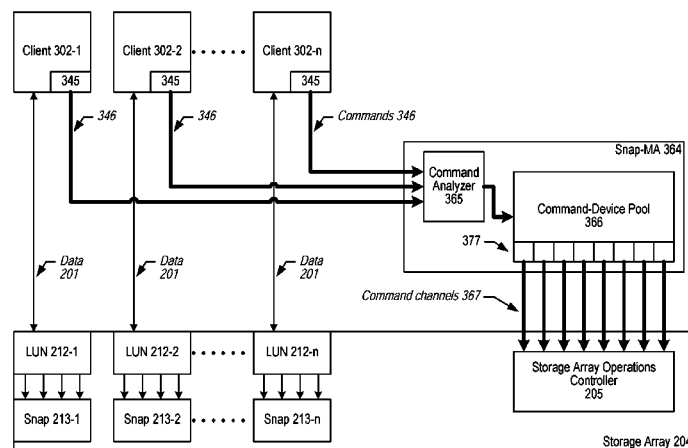 Client 302-1
345
Client 302-2
345
Client 302-n
345
346
346
Commands 346
Snap-MA 364
Command
Analyzer
365
Command-Device Pool
366
377
Data
201
Data
201
Data
201
Command channels 367
LUN 212-1
LUN 212-2
LUN 212-n
Storage Array Operations
Controller
205
Snap 213-1
Snap 213-2
Snap 213-n
Storage Array 204